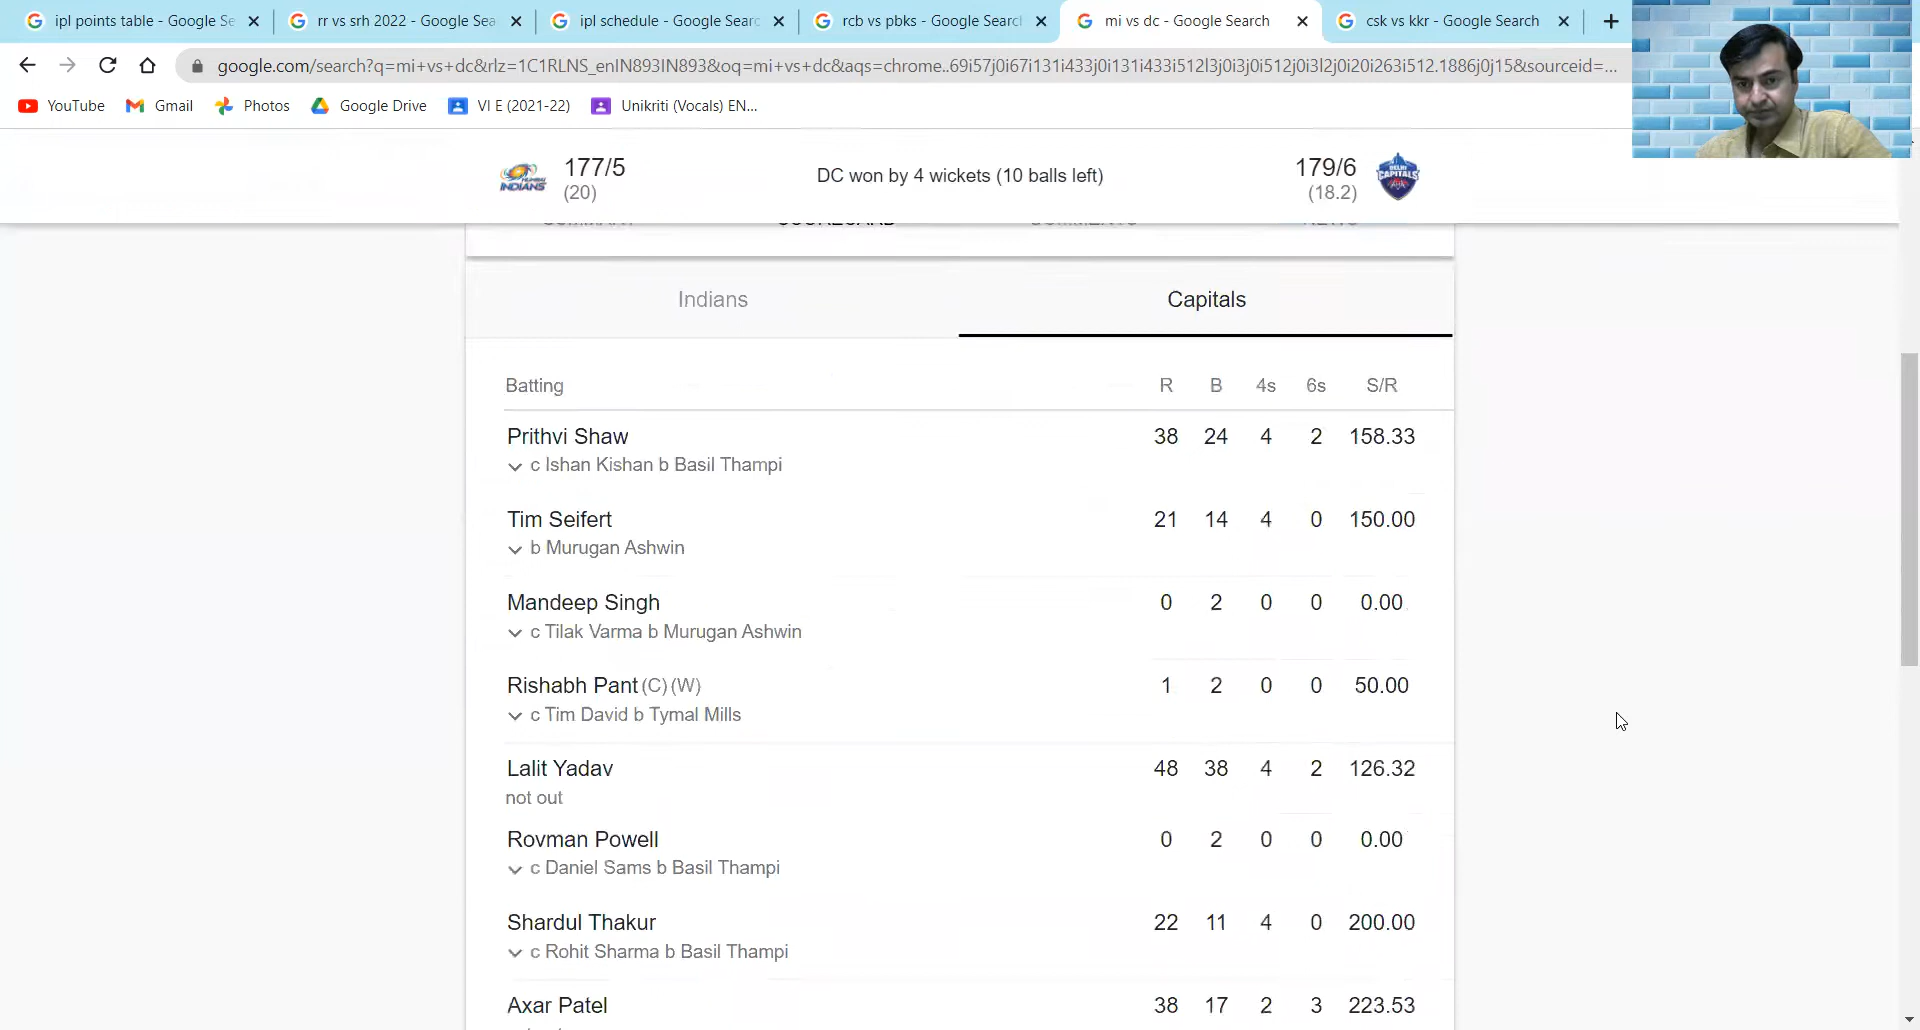 ipl points table - Google Se
rr vs srh 2022 - Google Sea
ipl schedule - Google Searc
rcb vs pbks - Google Search
mi vs dc - Google Search
csk vs kkr - Google Search
google.com/search?q=mi+vs+dc&rlz=1C1RLNS_enIN893IN893&oq=mi+vs+dc&aqs=chrome..69i57j0i67i131i433j0i131i433i512l3j0i3j0i512j0i3l2j0i20i263i512.1886j0j15&sourceid=...
YouTube Gmail Photos Google Drive VI E (2021-22) Unikriti (Vocals) EN...
177/5
(20)
DC won by 4 wickets (10 balls left)
179/6
(18.2)
MUMBAI
INDIANS
DELHI
CAPITALS
SCORECARD
Indians Capitals
Batting R B 4s 6s S/R
Prithvi Shaw 38 24 4 2 158.33
c Ishan Kishan b Basil Thampi
Tim Seifert 21 14 4 0 150.00
b Murugan Ashwin
Mandeep Singh 0 2 0 0 0.00
c Tilak Varma b Murugan Ashwin
Rishabh Pant (C) (W) 1 2 0 0 50.00
c Tim David b Tymal Mills
Lalit Yadav 48 38 4 2 126.32
not out
Rovman Powell 0 2 0 0 0.00
c Daniel Sams b Basil Thampi
Shardul Thakur 22 11 4 0 200.00
c Rohit Sharma b Basil Thampi
Axar Patel 38 17 2 3 223.53